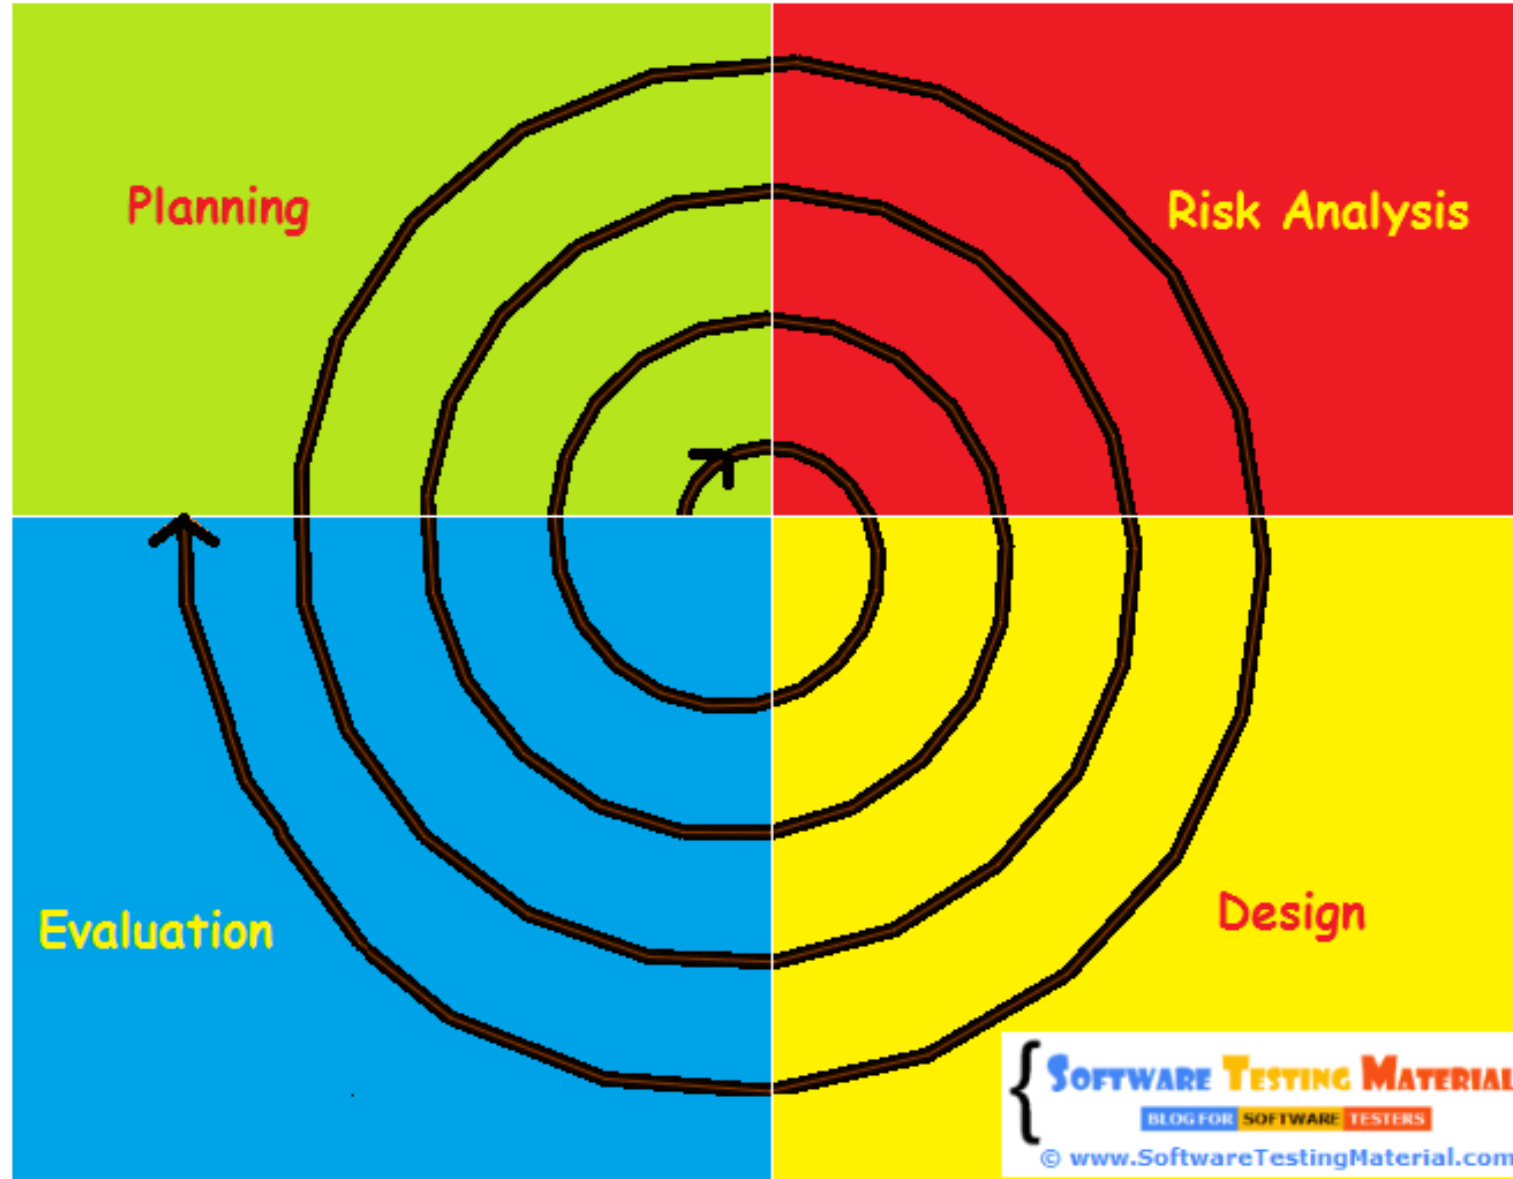 Planning
Risk Analysis
Evaluation
Design
{ SOFTWARE TESTING MATERIAL
BLOG FOR SOFTWARE TESTERS
© www.SoftwareTestingMaterial.com